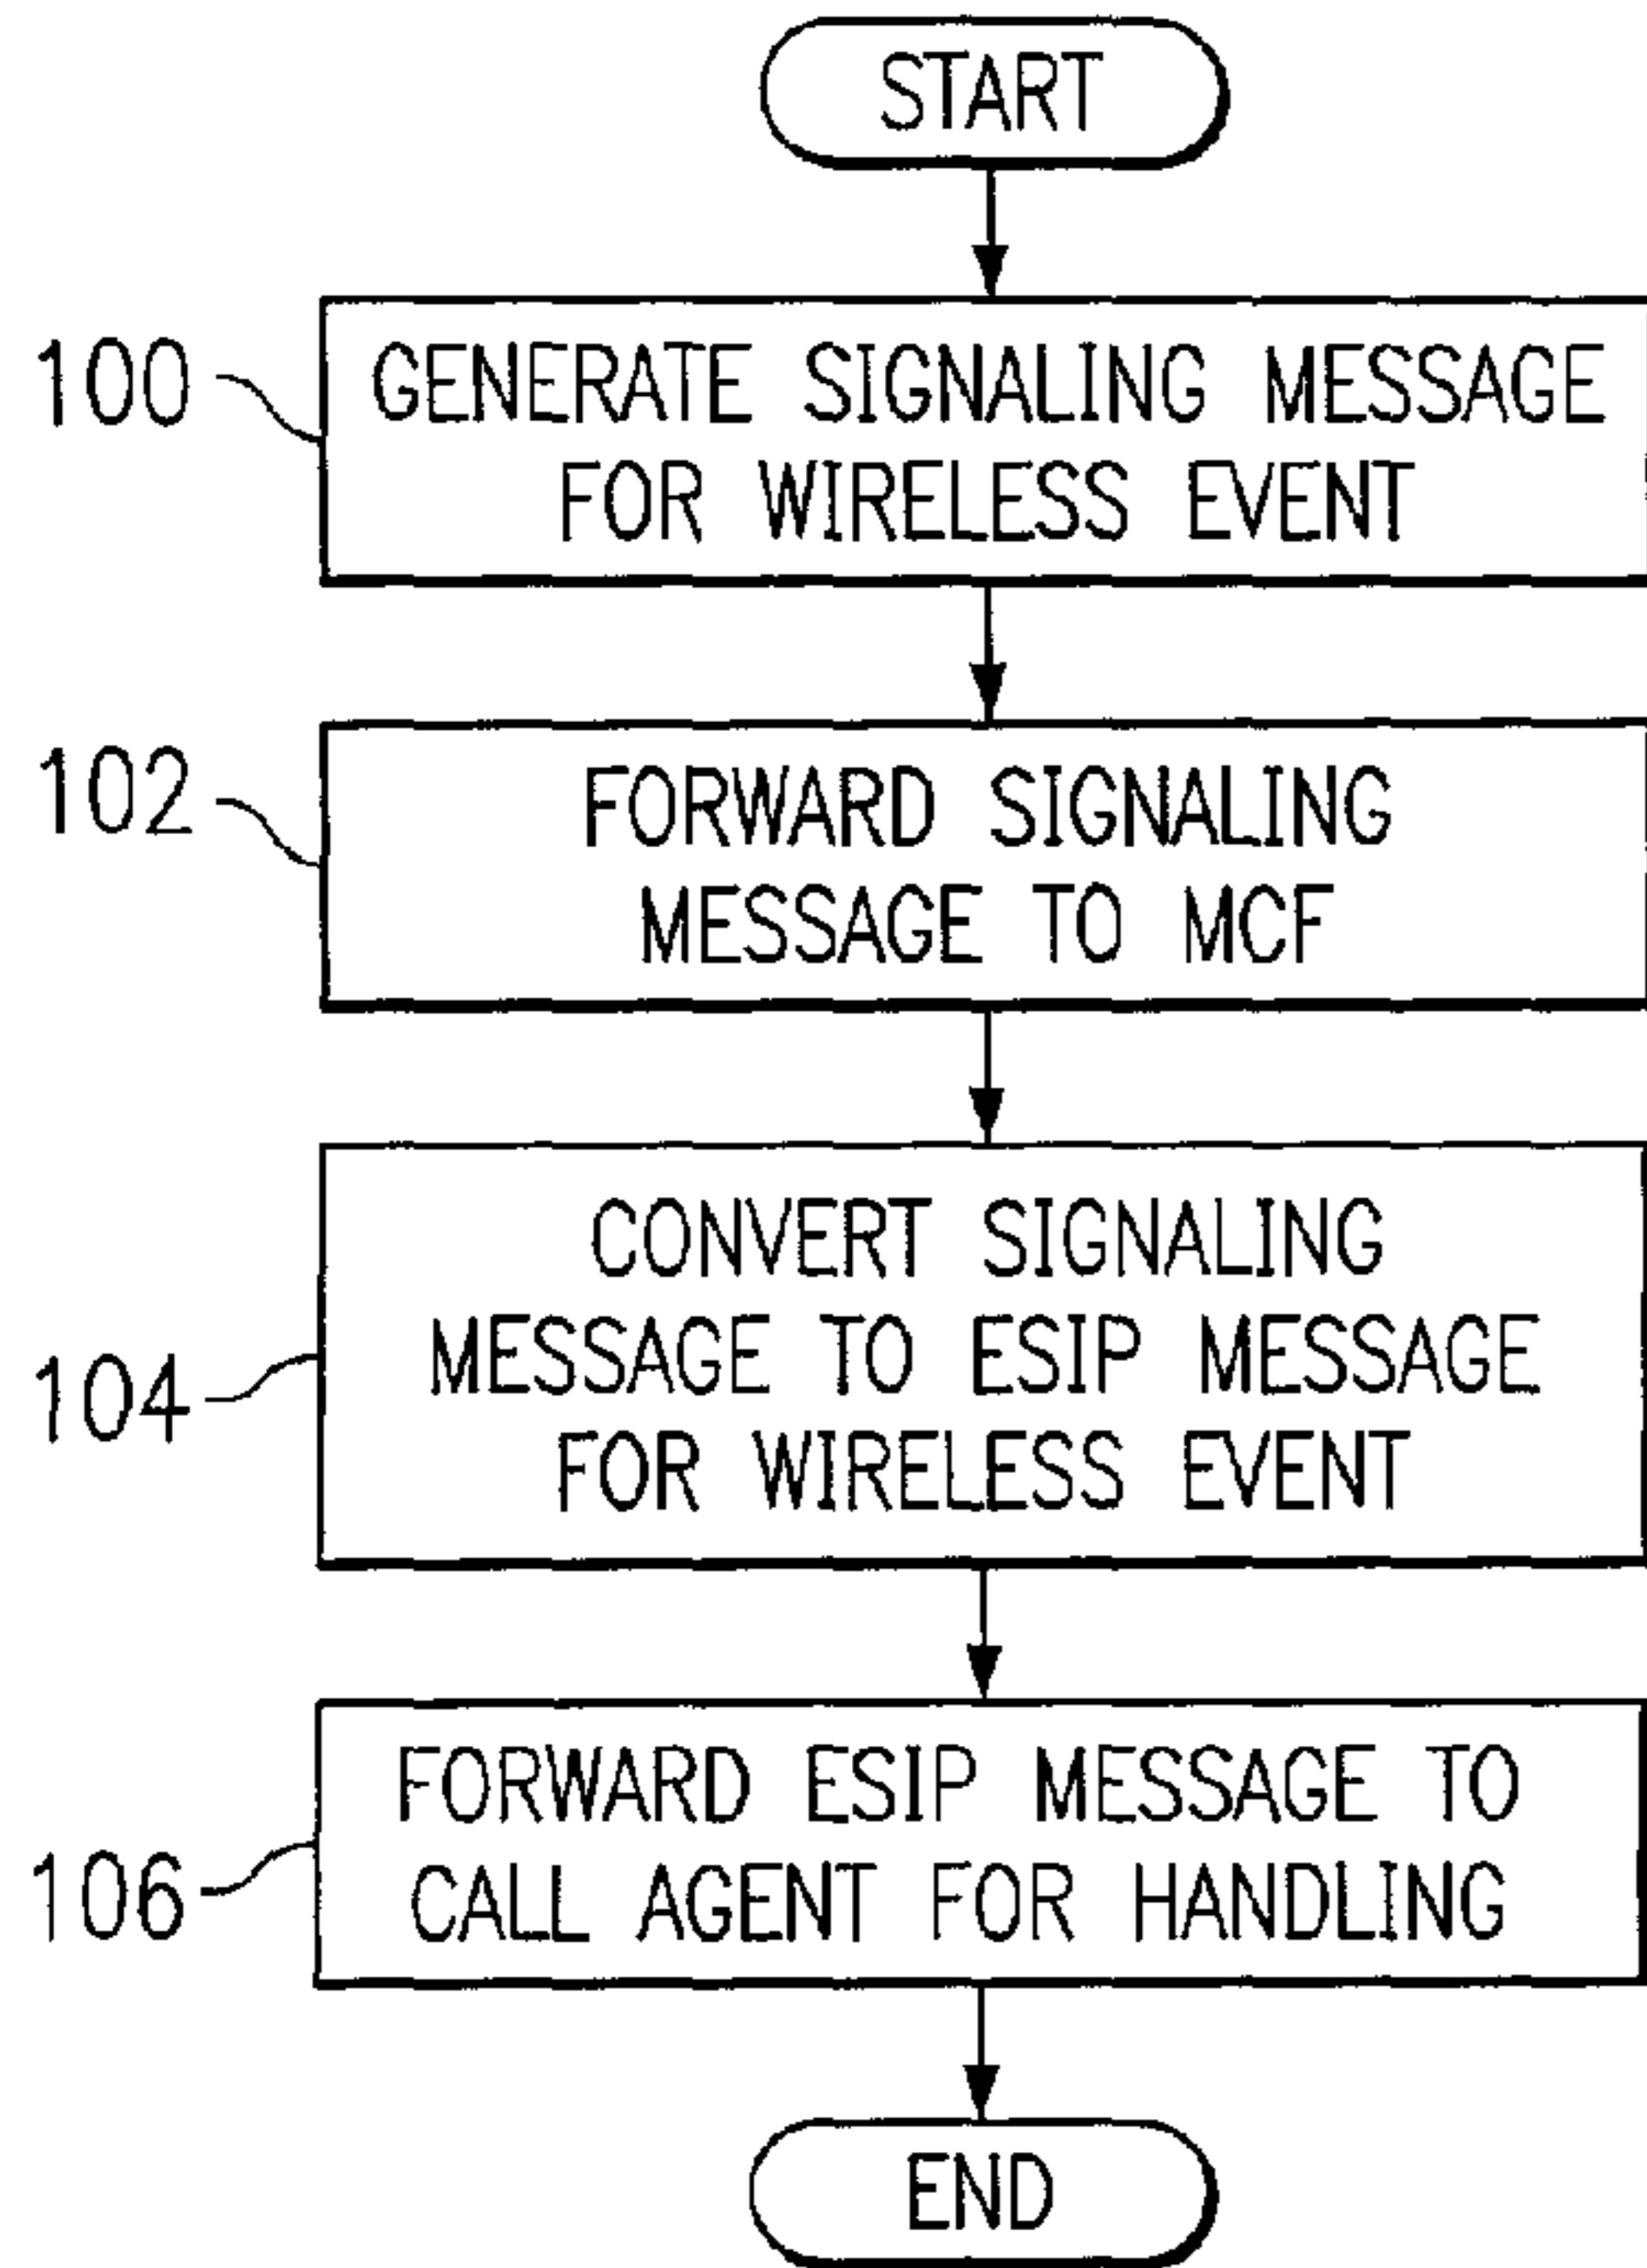 START
100
GENERATE SIGNALING MESSAGE
FOR WIRELESS EVENT
102
FORWARD SIGNALING
MESSAGE TO MCF
104
CONVERT SIGNALING
MESSAGE TO ESIP MESSAGE
FOR WIRELESS EVENT
106
FORWARD ESIP MESSAGE TO
CALL AGENT FOR HANDLING
END